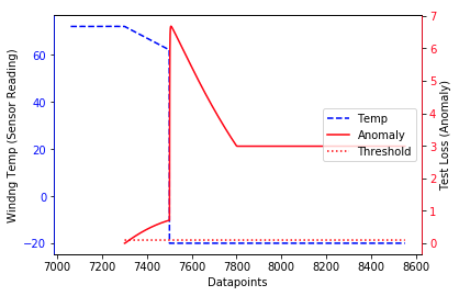 7
6
5
4
3
2
1
0
60
40
20
0
−20
Windng Temp (Sensor Reading)
Test Loss (Anomaly)
Temp
Anomaly
Threshold
7000 7200 7400 7600 7800 8000 8200 8400 8600
Datapoints